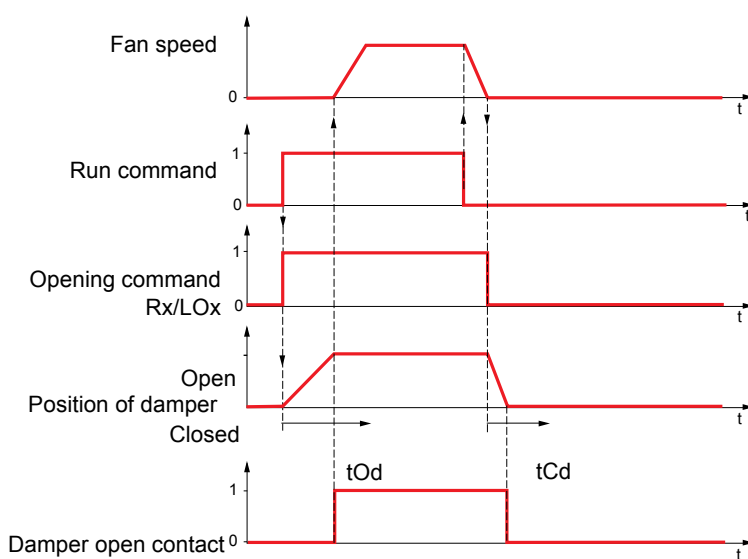 Fan speed
0
t
1
Run command
0
t
1
Opening command
0
Rx/LOx
t
Open
Position of damper
t
Closed
tOd
tCd
1
Damper open contact
0
t